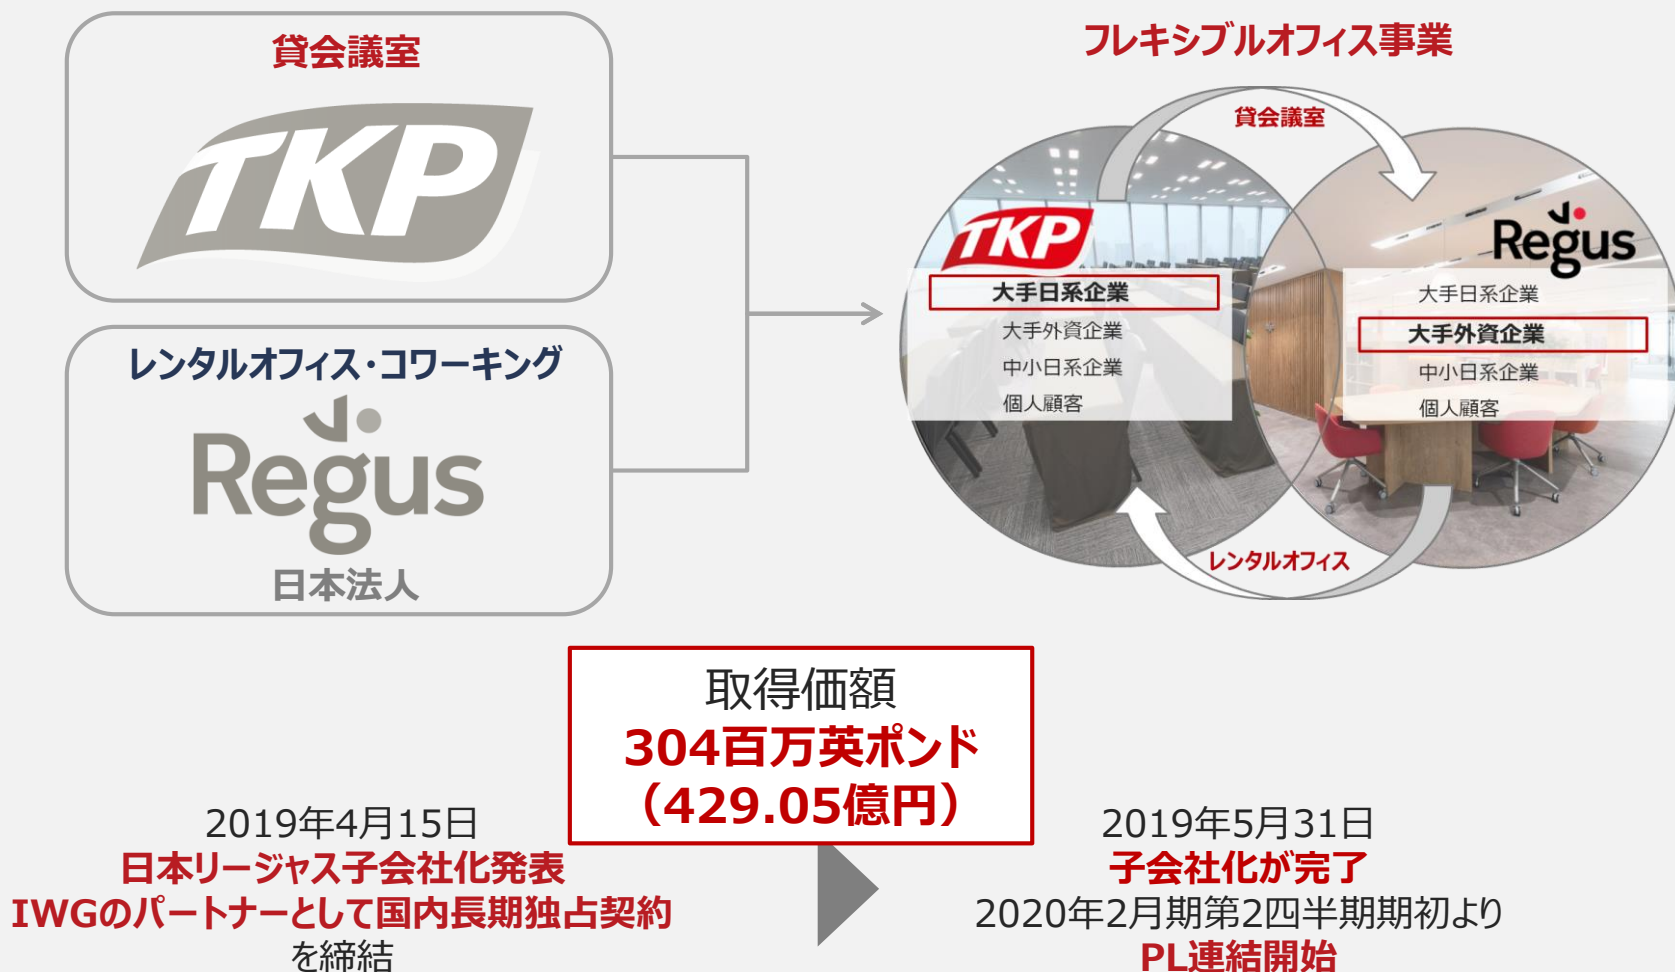 貸会議室
TKP
レンタルオフィス・コワーキング
Regus
日本法人
フレキシブルオフィス事業
貸会議室
TKP
大手日系企業
大手外資企業
中小日系企業
個人顧客
Regus
大手日系企業
大手外資企業
中小日系企業
個人顧客
レンタルオフィス
取得価額
304百万英ポンド
（429.05億円）
2019年4月15日
日本リージャス子会社化発表
IWGのパートナーとして国内長期独占契約
を締結
2019年5月31日
子会社化が完了
2020年2月期第2四半期期初より
PL連結開始